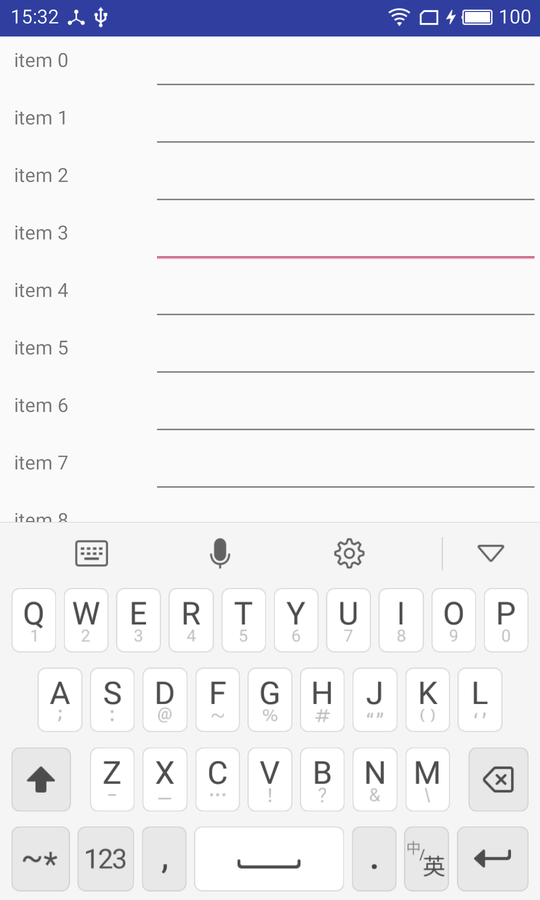 15:32 100
item 0
item 1
item 2
item 3
item 4
item 5
item 6
item 7
item 8
Q W E R T Y U I O P
1 2 3 4 5 6 7 8 9 0
A S D F G H J K L
; : @ ~ % # “” ( ) ‘’
Z X C V B N M
– — … ! ? & \
~* 123 , . 中/英